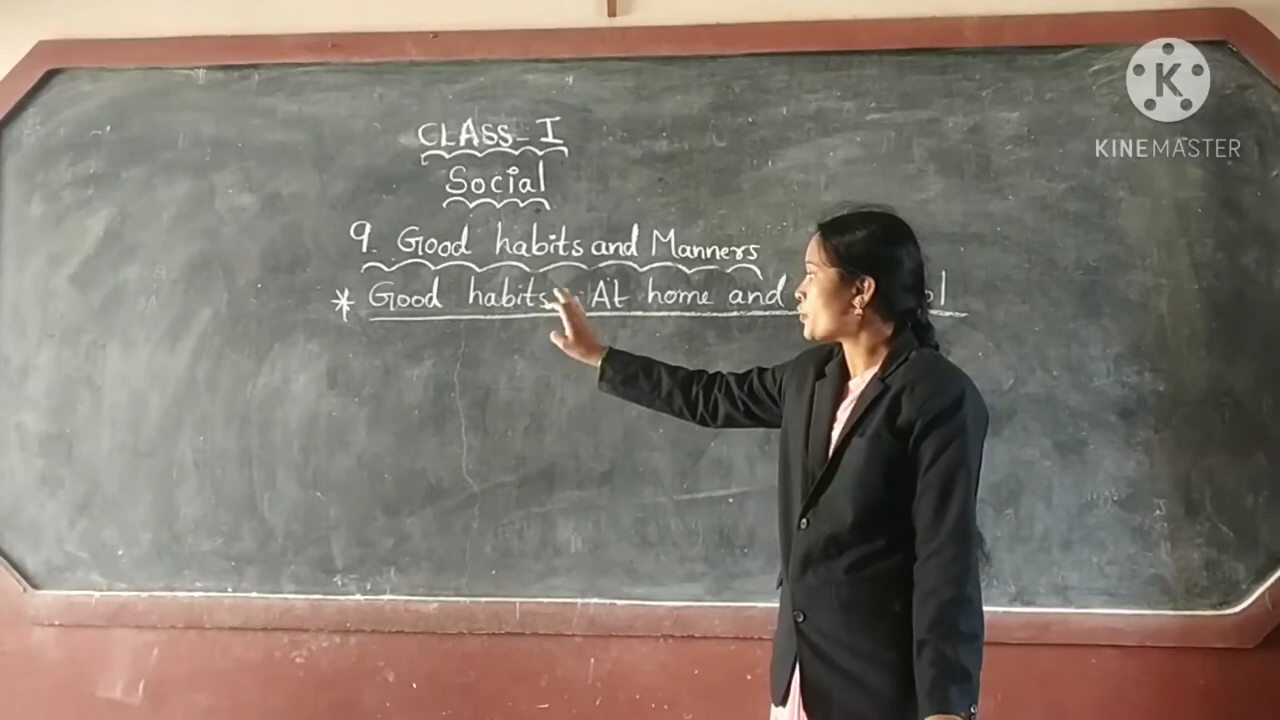 CLASS-I
Social
9. Good habits and Manners
* Good habits: At home and
K
KINEMASTER